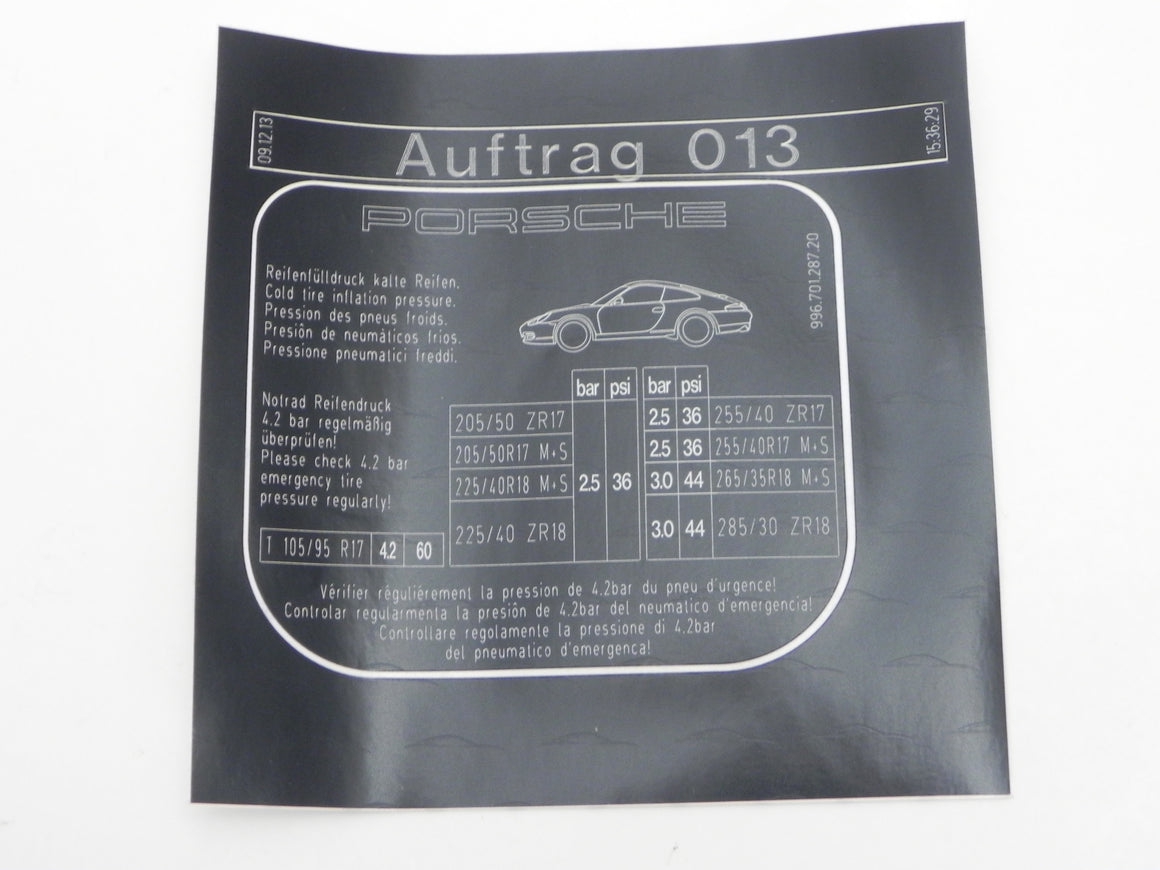 09.12.13
Auftrag 013
15:36:29
PORSCHE
996.701.287.20
Reifenfülldruck kalte Reifen.
Cold tire inflation pressure.
Pression des pneus froids.
Presión de neumàticos frios.
Pressione pneumatici freddi.
Notrad Reifendruck
4.2 bar regelmäßig
überprüfen!
Please check 4.2 bar
emergency tire
pressure regularly!
T 105/95 R17 4.2 60
bar psi bar psi
205/50 ZR17 2.5 36 255/40 ZR17
205/50R17 M+S 2.5 36 255/40R17 M+S
225/40R18 M+S 2.5 36 3.0 44 265/35R18 M+S
225/40 ZR18 3.0 44 285/30 ZR18
Vérifier régulièrement la pression de 4.2bar du pneu d'urgence!
Controlar regularmenta la presión de 4.2bar del neumatico d'emergencia!
Controllare regolamente la pressione di 4.2bar
del pneumatico d'emergenca!